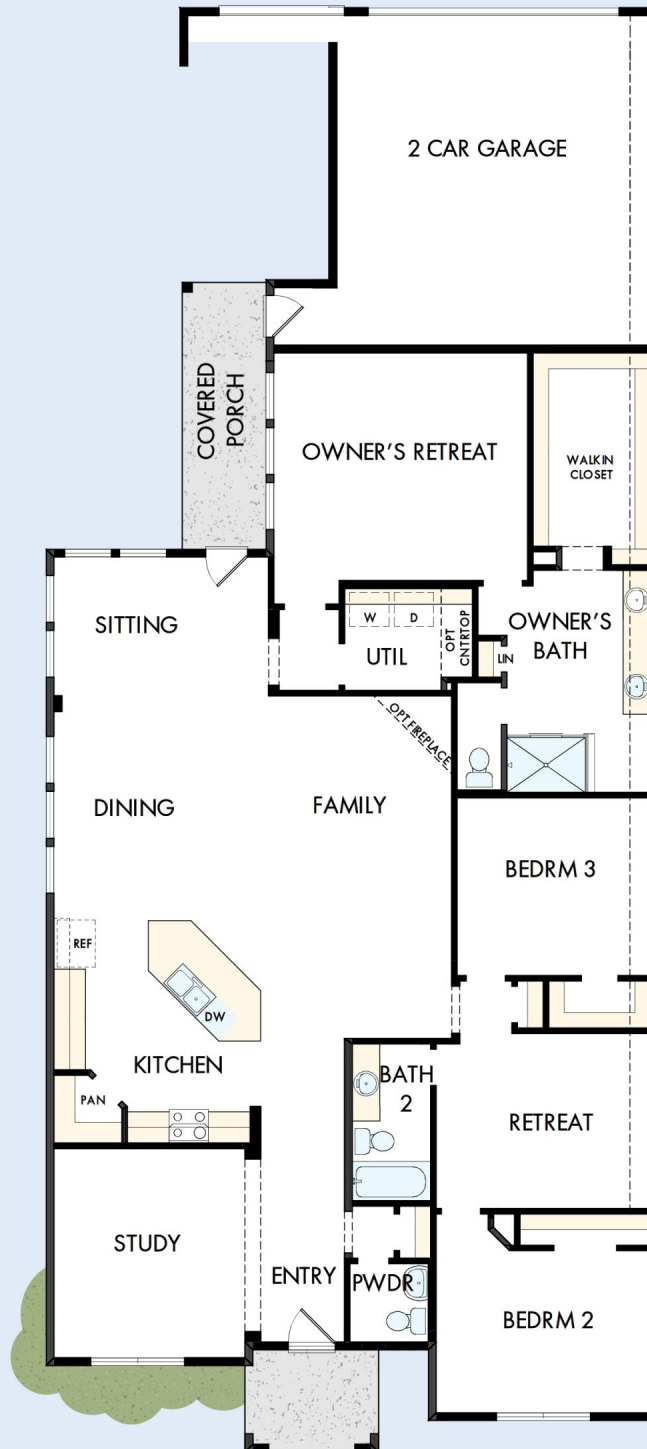 2 CAR GARAGE
COVERED
PORCH
OWNER'S RETREAT
WALKIN
CLOSET
SITTING
W
D
OPT
CNTRTOP
UTIL
OWNER'S
BATH
LIN
OPT FIREPLACE
DINING
FAMILY
BEDRM 3
REF
DW
KITCHEN
BATH
2
PAN
RETREAT
STUDY
ENTRY
PWDR
BEDRM 2